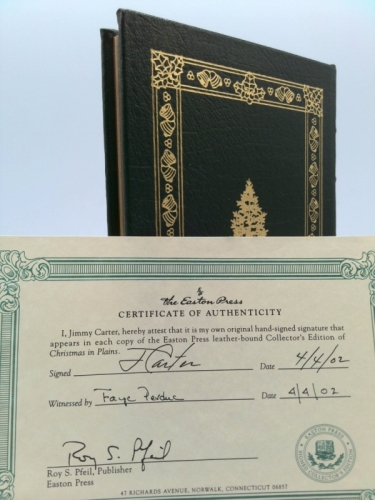 The Easton Press
CERTIFICATE OF AUTHENTICITY
I, Jimmy Carter, hereby attest that it is my own original hand-signed signature that
appears in each copy of the Easton Press leather-bound Collector's Edition of
Christmas in Plains.
Signed J Carter Date 4/4/02
Witnessed by Faye Perdue Date 4/4/02
Roy S. Pfeil
Roy S. Pfeil, Publisher
Easton Press
47 RICHARDS AVENUE, NORWALK, CONNECTICUT 06857
EASTON PRESS